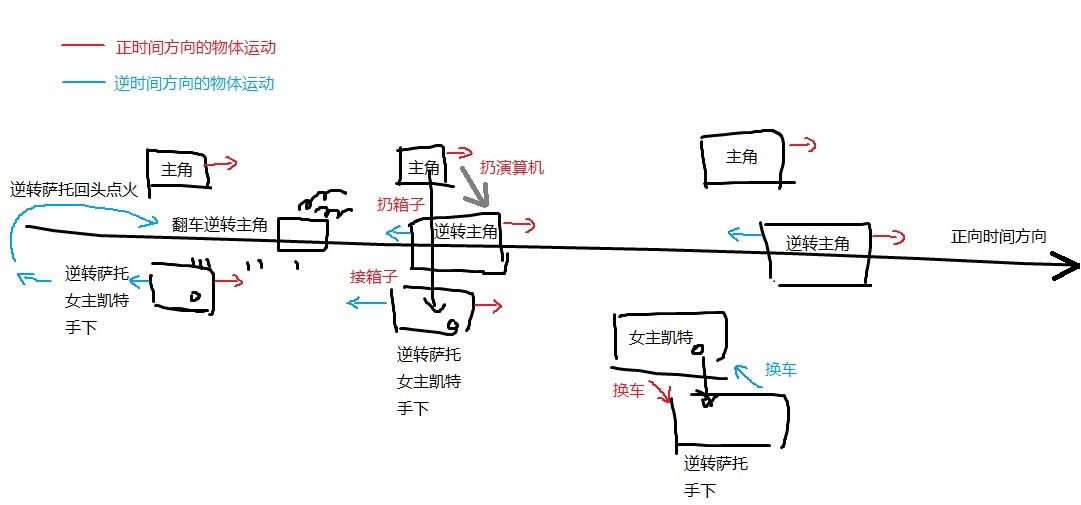 正时间方向的物体运动
逆时间方向的物体运动
主角
主角
扔演算机
主角
逆转萨托回头点火
翻车逆转主角
扔箱子
逆转主角
逆转主角
正向时间方向
逆转萨托
女主凯特
手下
接箱子
逆转萨托
女主凯特
手下
女主凯特
换车
换车
逆转萨托
手下